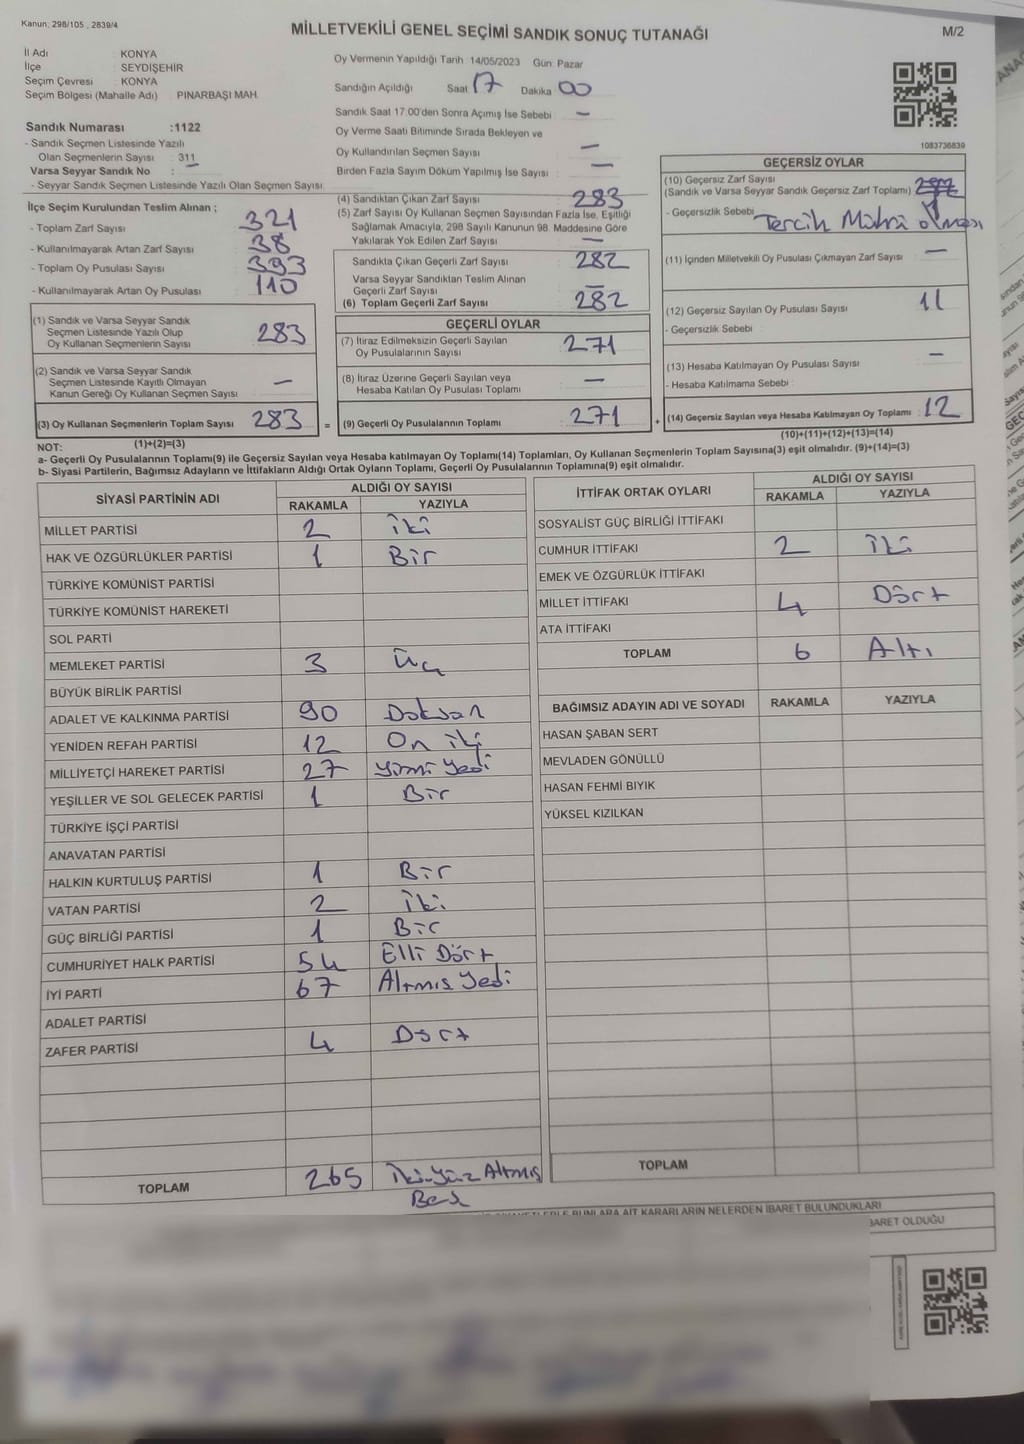 Kanun: 298/105 , 2839/4
MİLLETVEKİLİ GENEL SEÇİMİ SANDIK SONUÇ TUTANAĞI
M/2
İl Adı KONYA
İlçe : SEYDİŞEHİR
Seçim Çevresi : KONYA
Seçim Bölgesi (Mahalle Adı) : PINARBAŞI MAH.
Sandık Numarası :1122
- Sandık Seçmen Listesinde Yazılı
Olan Seçmenlerin Sayısı : 311
Varsa Seyyar Sandık No :
- Seyyar Sandık Seçmen Listesinde Yazılı Olan Seçmen Sayısı:
Oy Vermenin Yapıldığı Tarih 14/05/2023 Gün: Pazar
Sandığın Açıldığı Saat 17 Dakika 00
Sandık Saat 17:00'den Sonra Açımış İse Sebebi : —
Oy Verme Saati Bitiminde Sırada Bekleyen ve
Oy Kullandırılan Seçmen Sayısı : —
Birden Fazla Sayım Döküm Yapılmış İse Sayısı : —
1083736839
İlçe Seçim Kurulundan Teslim Alınan ;
- Toplam Zarf Sayısı : 321
- Kullanılmayarak Artan Zarf Sayısı : 38
- Toplam Oy Pusulası Sayısı : 393
- Kullanılmayarak Artan Oy Pusulası : 110
(1) Sandık ve Varsa Seyyar Sandık
Seçmen Listesinde Yazılı Olup
Oy Kullanan Seçmenlerin Sayısı : 283
(2) Sandık ve Varsa Seyyar Sandık
Seçmen Listesinde Kayıtlı Olmayan
Kanun Gereği Oy Kullanan Seçmen Sayısı : —
(3) Oy Kullanan Seçmenlerin Toplam Sayısı : 283
(1)+(2)=(3)
(4) Sandıktan Çıkan Zarf Sayısı : 283
(5) Zarf Sayısı Oy Kullanan Seçmen Sayısından Fazla İse, Eşitliği
Sağlamak Amacıyla, 298 Sayılı Kanunun 98. Maddesine Göre
Yakılarak Yok Edilen Zarf Sayısı : —
Sandıkta Çıkan Geçerli Zarf Sayısı : 282
Varsa Seyyar Sandıktan Teslim Alınan
Geçerli Zarf Sayısı : —
(6) Toplam Geçerli Zarf Sayısı : 282
GEÇERLİ OYLAR
(7) İtiraz Edilmeksizin Geçerli Sayılan
Oy Pusulalarının Sayısı : 271
(8) İtiraz Üzerine Geçerli Sayılan veya
Hesaba Katılan Oy Pusulası Toplamı : —
= (9) Geçerli Oy Pusulalarının Toplamı : 271 +
GEÇERSİZ OYLAR
(10) Geçersiz Zarf Sayısı
(Sandık ve Varsa Seyyar Sandık Geçersiz Zarf Toplamı) : 1
- Geçersizlik Sebebi : Tercih Mührü olması
(11) İçinden Milletvekili Oy Pusulası Çıkmayan Zarf Sayısı : —
(12) Geçersiz Sayılan Oy Pusulası Sayısı : 11
- Geçersizlik Sebebi :
(13) Hesaba Katılmayan Oy Pusulası Sayısı : —
- Hesaba Katılmama Sebebi :
(14) Geçersiz Sayılan veya Hesaba Katılmayan Oy Toplamı : 12
(10)+(11)+(12)+(13)=(14)
NOT:
a- Geçerli Oy Pusulalarının Toplamı(9) ile Geçersiz Sayılan veya Hesaba katılmayan Oy Toplamı(14) Toplamları, Oy Kullanan Seçmenlerin Toplam Sayısına(3) eşit olmalıdır. (9)+(14)=(3)
b- Siyasi Partilerin, Bağımsız Adayların ve İttifakların Aldığı Ortak Oyların Toplamı, Geçerli Oy Pusulalarının Toplamına(9) eşit olmalıdır.
SİYASİ PARTİNİN ADI ALDIĞI OY SAYISI
RAKAMLA YAZIYLA
MİLLET PARTİSİ 2 iki
HAK VE ÖZGÜRLÜKLER PARTİSİ 1 Bir
TÜRKİYE KOMÜNİST PARTİSİ
TÜRKİYE KOMÜNİST HAREKETİ
SOL PARTİ
MEMLEKET PARTİSİ 3 Üç
BÜYÜK BİRLİK PARTİSİ
ADALET VE KALKINMA PARTİSİ 90 Doksan
YENİDEN REFAH PARTİSİ 12 On iki
MİLLİYETÇİ HAREKET PARTİSİ 27 yirmi yedi
YEŞİLLER VE SOL GELECEK PARTİSİ 1 Bir
TÜRKİYE İŞÇİ PARTİSİ
ANAVATAN PARTİSİ
HALKIN KURTULUŞ PARTİSİ 1 Bir
VATAN PARTİSİ 2 iki
GÜÇ BİRLİĞİ PARTİSİ 1 Bir
CUMHURİYET HALK PARTİSİ 54 Elli Dört
İYİ PARTİ 67 Altmış Yedi
ADALET PARTİSİ
ZAFER PARTİSİ 4 Dört
TOPLAM 265 İkiyüz Altmış
Beş
İTTİFAK ORTAK OYLARI ALDIĞI OY SAYISI
RAKAMLA YAZIYLA
SOSYALİST GÜÇ BİRLİĞİ İTTİFAKI
CUMHUR İTTİFAKI 2 iki
EMEK VE ÖZGÜRLÜK İTTİFAKI
MİLLET İTTİFAKI 4 Dört
ATA İTTİFAKI
TOPLAM 6 Altı
BAĞIMSIZ ADAYIN ADI VE SOYADI RAKAMLA YAZIYLA
HASAN ŞABAN SERT
MEVLADEN GÖNÜLLÜ
HASAN FEHMİ BIYIK
YÜKSEL KIZILKAN
TOPLAM
BUNLARA AİT KARARLARIN NELERDEN İBARET BULUNDUKLARI
BARET OLDUĞU